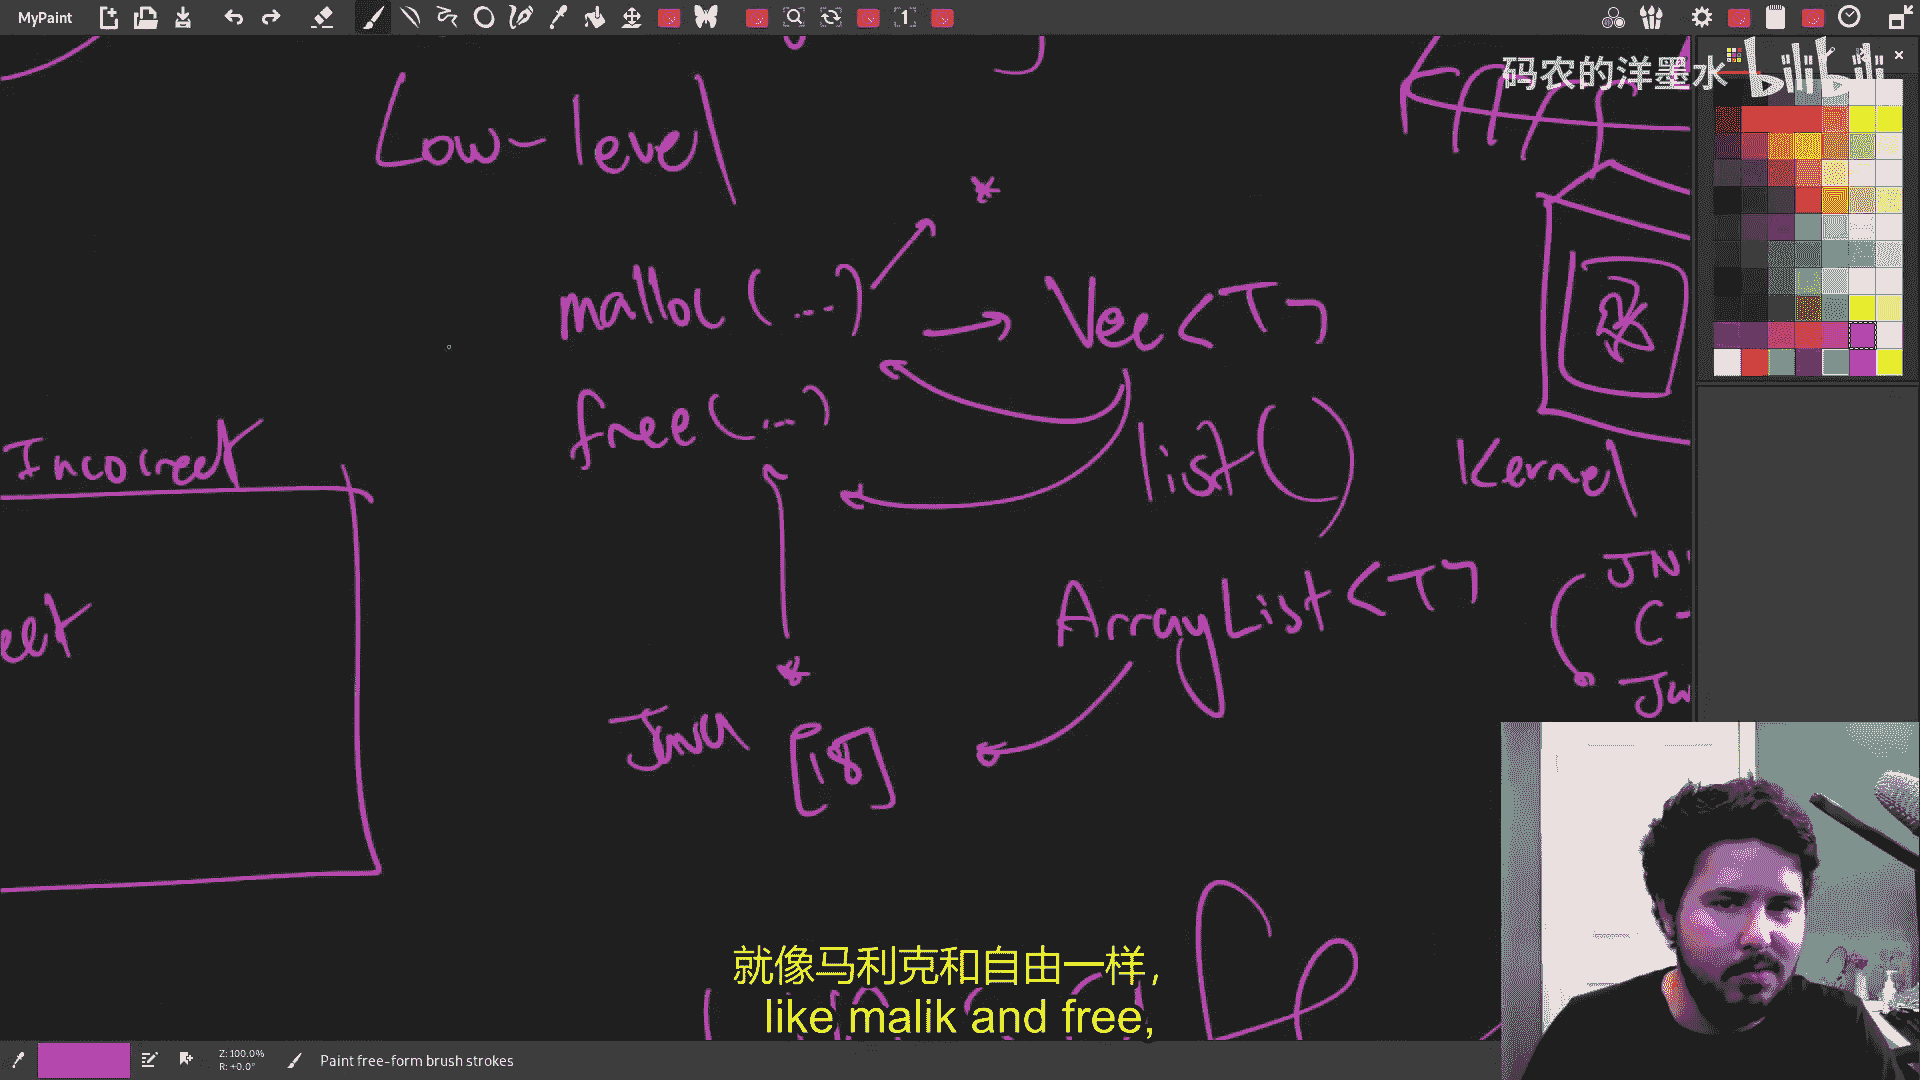 MyPaint
码农的洋墨水 bilibili
Low-level
*
malloc (...)
Vec<T>
free (...)
list()
Incorrect
Kernel
ArrayList<T>
JN
C-
Java [18]
就像马利克和自由一样,
like malik and free,
Z: 100.0%
R: +0.0°
Paint free-form brush strokes